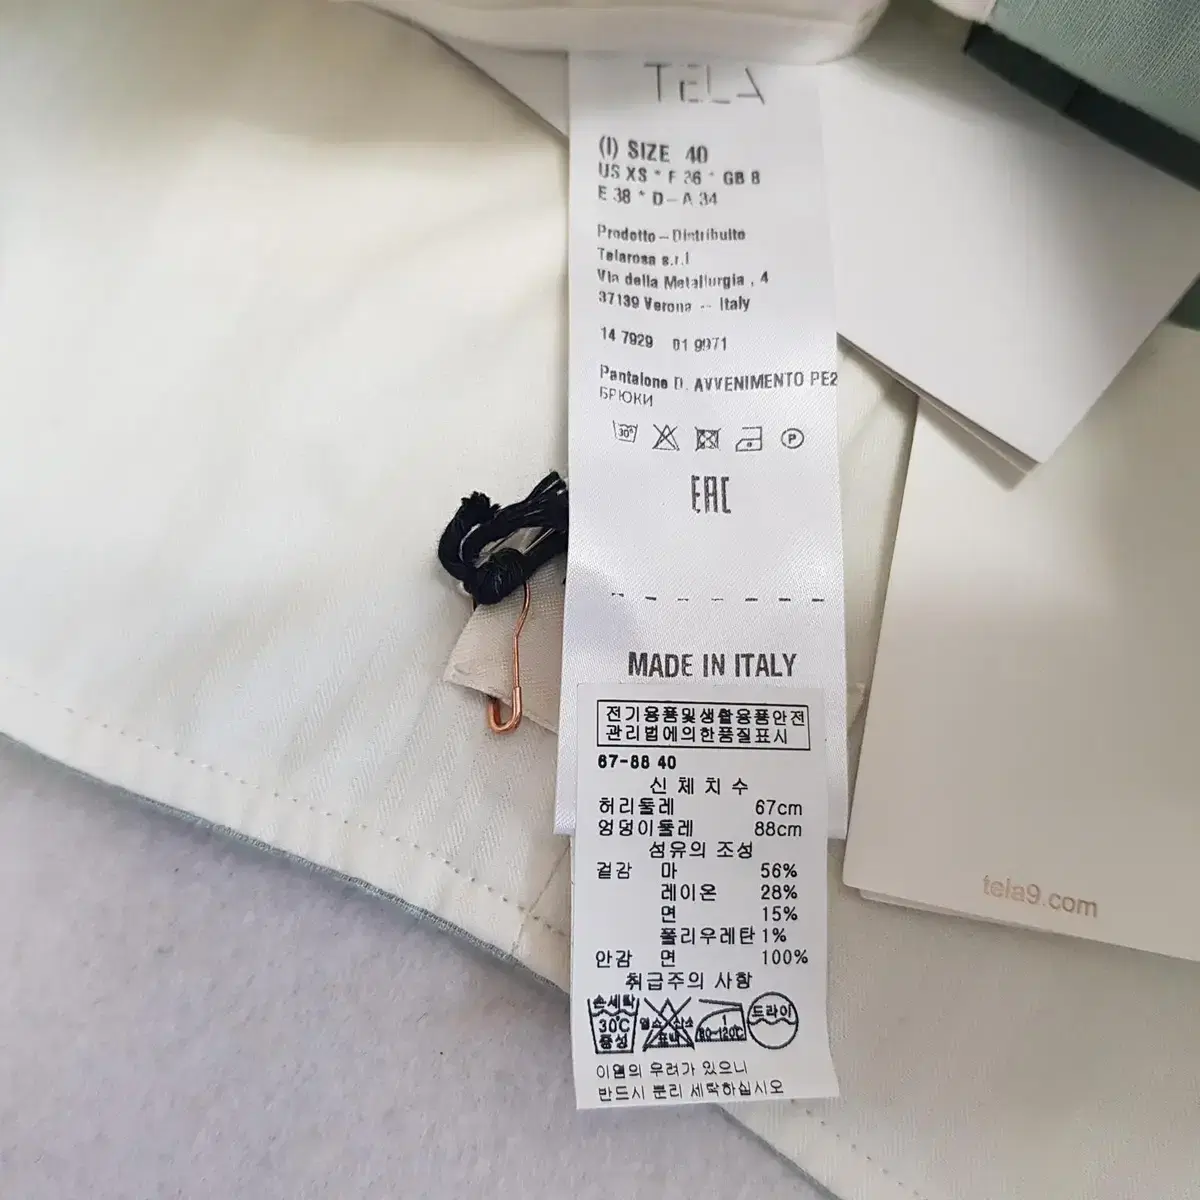 TELA
(I) SIZE 40
US XS * F 36 * GB 8
E 38 * D-A 34
Prodotto - Distribuito
Telarosa s.r.l
Via della Metallurgia , 4
37139 Verona -- Italy
14 7929 01 9971
Pantalone D. AVVENIMENTO PE2
БРЮКИ
30°
P
EAC
MADE IN ITALY
전기용품및생활용품안전
관리법에의한품질표시
67-88 40
신체치수
허리둘레 67cm
엉덩이둘레 88cm
섬유의 조성
겉감 마 56%
레이온 28%
면 15%
폴리우레탄 1%
안감 면 100%
취급주의 사항
손세탁
30℃
중성
염소 산소
표백
80-120℃
드라이
이염의 우려가 있으니
반드시 분리 세탁하십시오
tela9.com